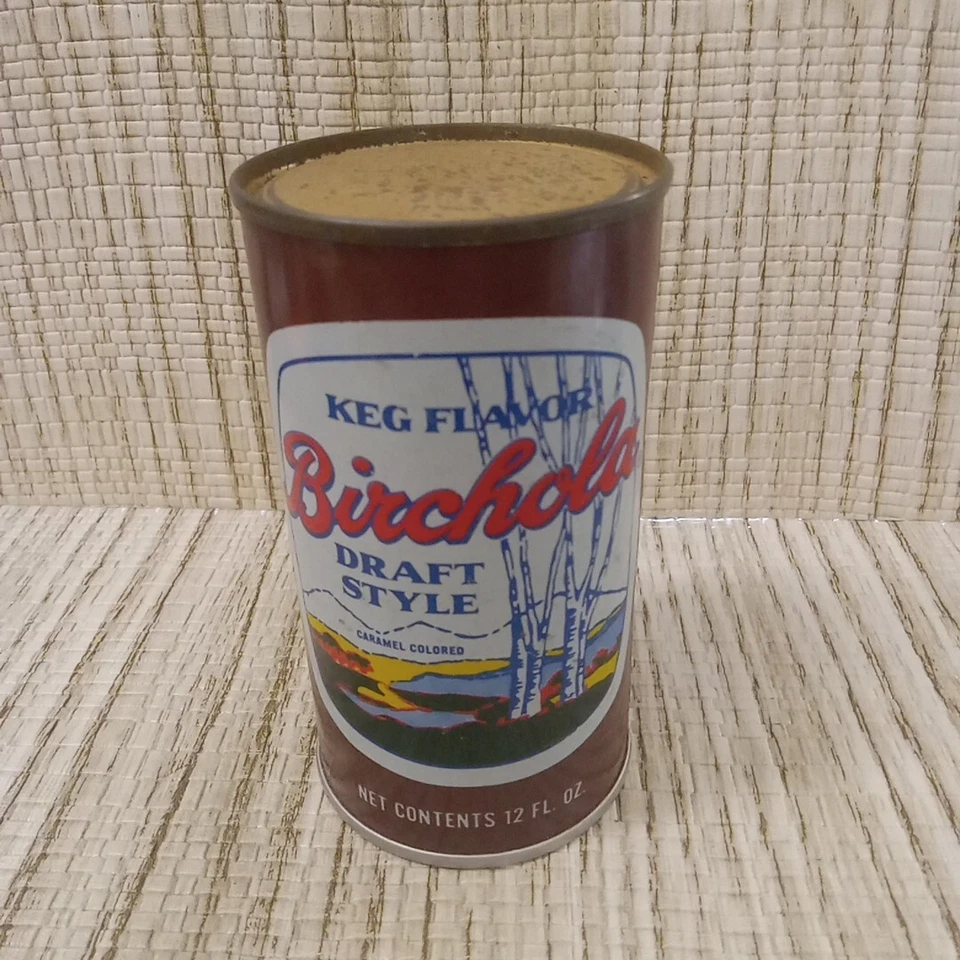 KEG FLAVOR
Birchola
DRAFT
STYLE
CARAMEL COLORED
NET CONTENTS 12 FL. OZ.